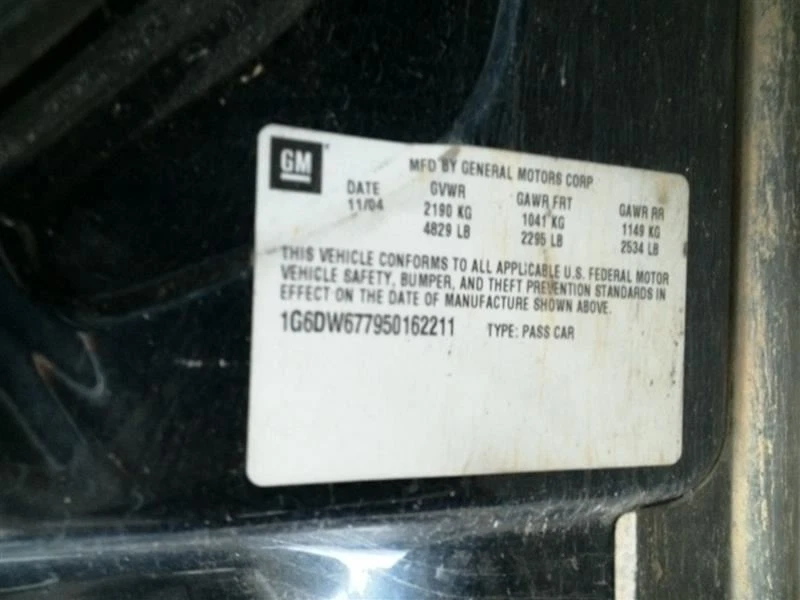 GM
MFD BY GENERAL MOTORS CORP
DATE GVWR GAWR FRT GAWR RR
11/04 2190 KG 1041 KG 1149 KG
4829 LB 2295 LB 2534 LB
THIS VEHICLE CONFORMS TO ALL APPLICABLE U.S. FEDERAL MOTOR
VEHICLE SAFETY, BUMPER, AND THEFT PREVENTION STANDARDS IN
EFFECT ON THE DATE OF MANUFACTURE SHOWN ABOVE.
1G6DW677950162211 TYPE: PASS CAR